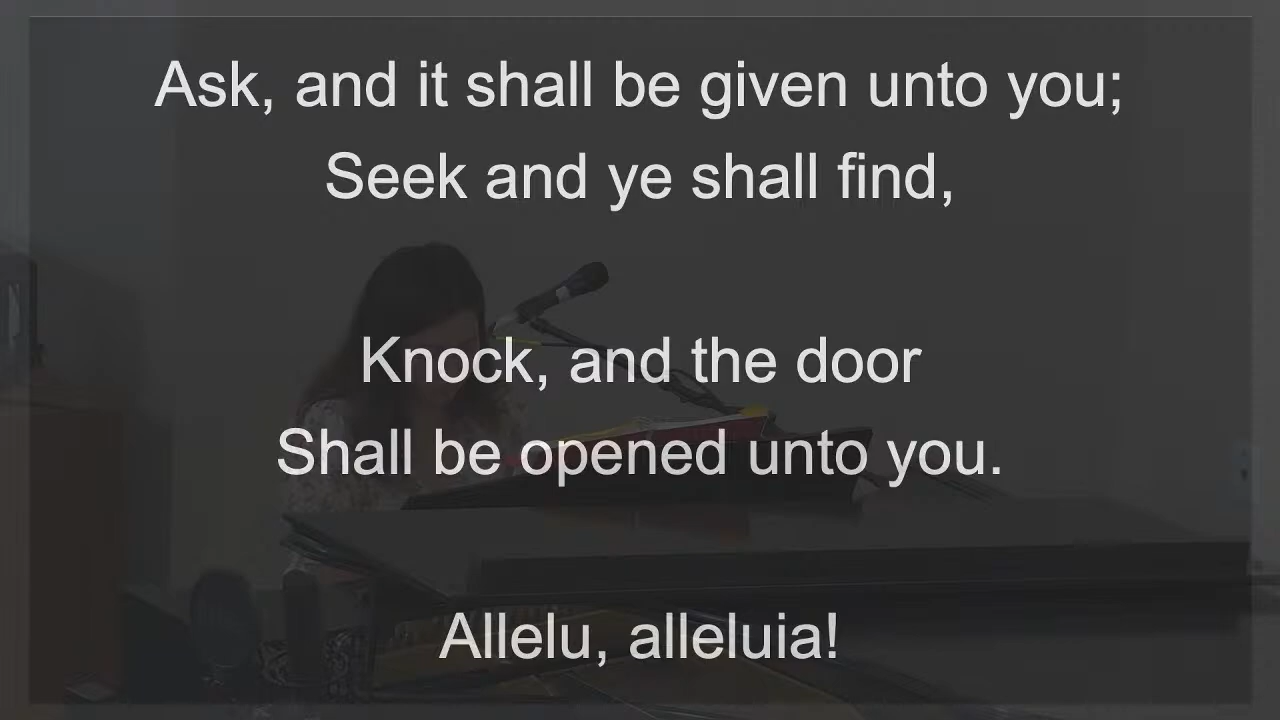 Ask, and it shall be given unto you;
Seek and ye shall find,
Knock, and the door
Shall be opened unto you.
Allelu, alleluia!